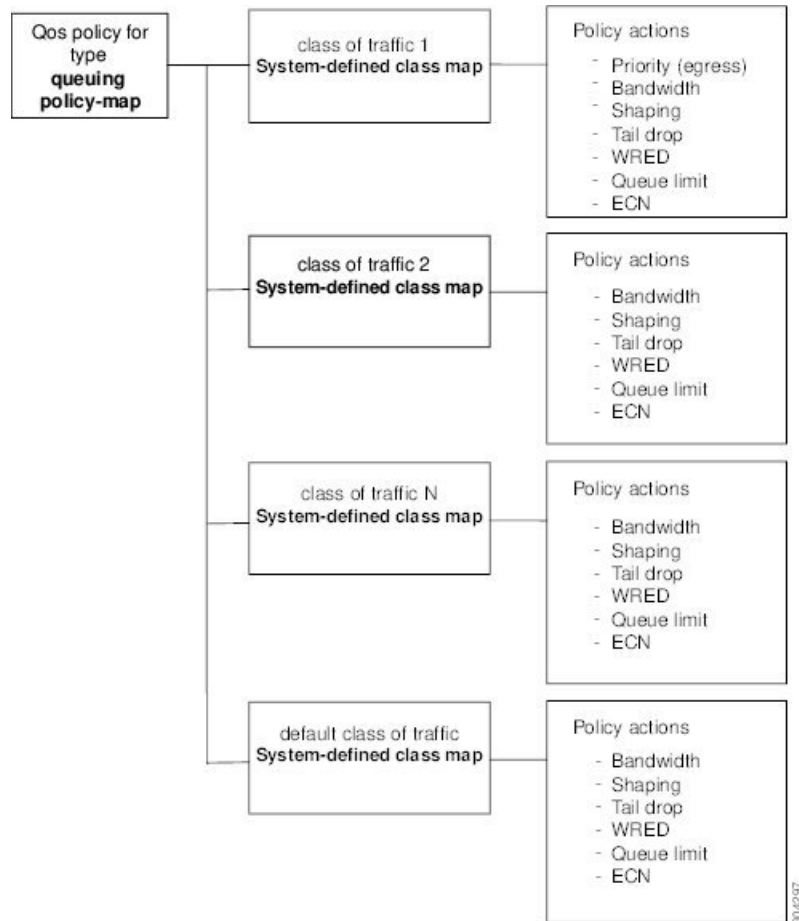 Qos policy for
type
queuing
policy-map
class of traffic 1
System-defined class map
Policy actions
- Priority (egress)
- Bandwidth
- Shaping
- Tail drop
- WRED
- Queue limit
- ECN
class of traffic 2
System-defined class map
Policy actions
- Bandwidth
- Shaping
- Tail drop
- WRED
- Queue limit
- ECN
class of traffic N
System-defined class map
Policy actions
- Bandwidth
- Shaping
- Tail drop
- WRED
- Queue limit
- ECN
default class of traffic
System-defined class map
Policy actions
- Bandwidth
- Shaping
- Tail drop
- WRED
- Queue limit
- ECN